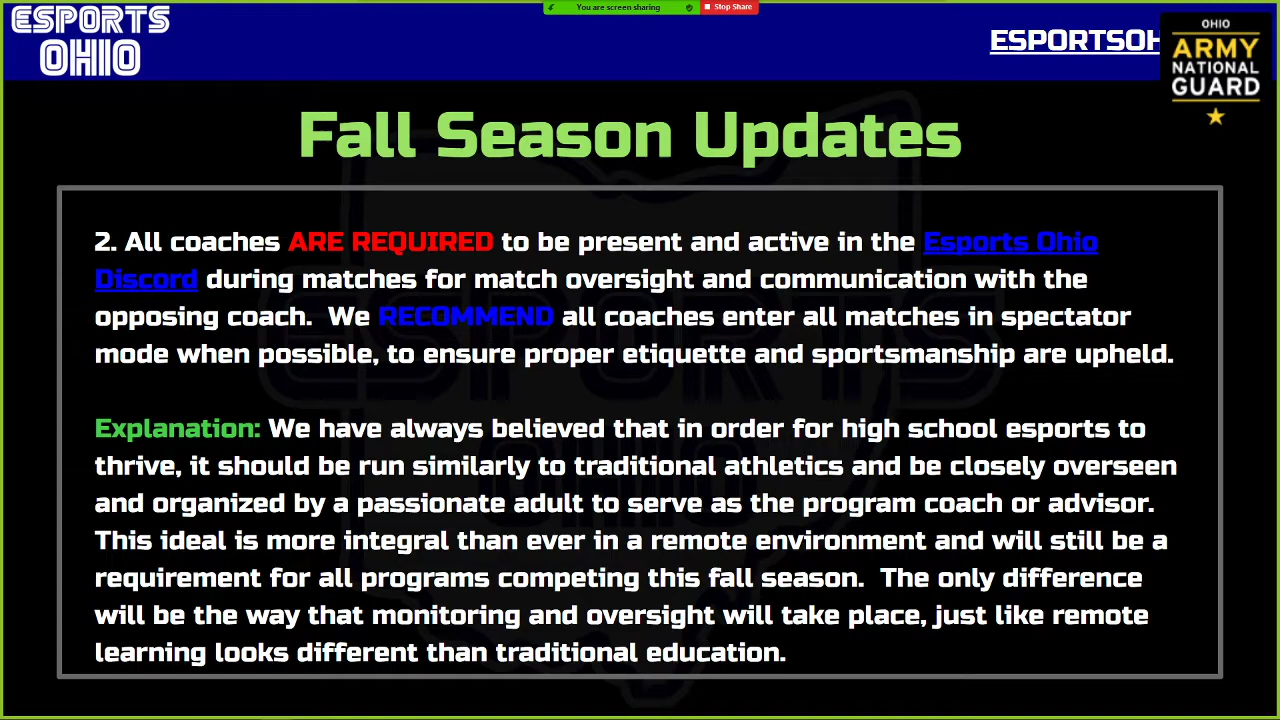 You are screen sharing
Stop Share
ESPORTS
OHIO
ESPORTSOH
OHIO
ARMY
NATIONAL
GUARD
Fall Season Updates
2. All coaches ARE REQUIRED to be present and active in the Esports Ohio
Discord during matches for match oversight and communication with the
opposing coach.  We RECOMMEND all coaches enter all matches in spectator
mode when possible, to ensure proper etiquette and sportsmanship are upheld.
Explanation: We have always believed that in order for high school esports to
thrive, it should be run similarly to traditional athletics and be closely overseen
and organized by a passionate adult to serve as the program coach or advisor.
This ideal is more integral than ever in a remote environment and will still be a
requirement for all programs competing this fall season.  The only difference
will be the way that monitoring and oversight will take place, just like remote
learning looks different than traditional education.
ESPORTS
OHIO